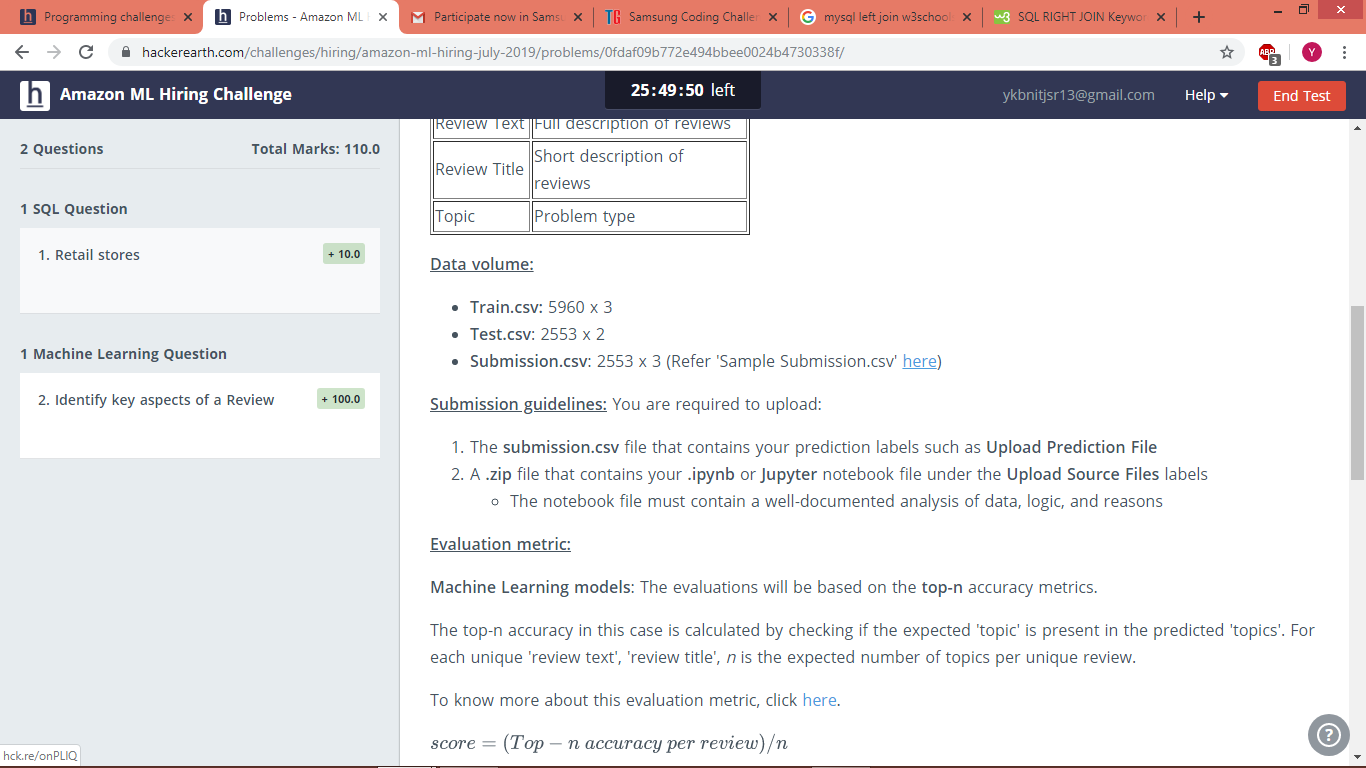 Programming challenges
Problems - Amazon ML
Participate now in Samsu
TG Samsung Coding Challen
mysql left join w3school
SQL RIGHT JOIN Keywor
hackerearth.com/challenges/hiring/amazon-ml-hiring-july-2019/problems/0fdaf09b772e494bbee0024b4730338f/
ABP
3
Y
h
Amazon ML Hiring Challenge
25:49:50 left
ykbnitjsr13@gmail.com
Help
End Test
2 Questions
Total Marks: 110.0
1 SQL Question
1. Retail stores
+ 10.0
1 Machine Learning Question
2. Identify key aspects of a Review
+ 100.0
Review Text Full description of reviews
Review Title Short description of
reviews
Topic Problem type
Data volume:
• Train.csv: 5960 x 3
• Test.csv: 2553 x 2
• Submission.csv: 2553 x 3 (Refer 'Sample Submission.csv' here)
Submission guidelines: You are required to upload:
1. The submission.csv file that contains your prediction labels such as Upload Prediction File
2. A .zip file that contains your .ipynb or Jupyter notebook file under the Upload Source Files labels
○ The notebook file must contain a well-documented analysis of data, logic, and reasons
Evaluation metric:
Machine Learning models: The evaluations will be based on the top-n accuracy metrics.
The top-n accuracy in this case is calculated by checking if the expected 'topic' is present in the predicted 'topics'. For
each unique 'review text', 'review title', n is the expected number of topics per unique review.
To know more about this evaluation metric, click here.
score = (Top − n accuracy per review)/n
hck.re/onPLIQ
?